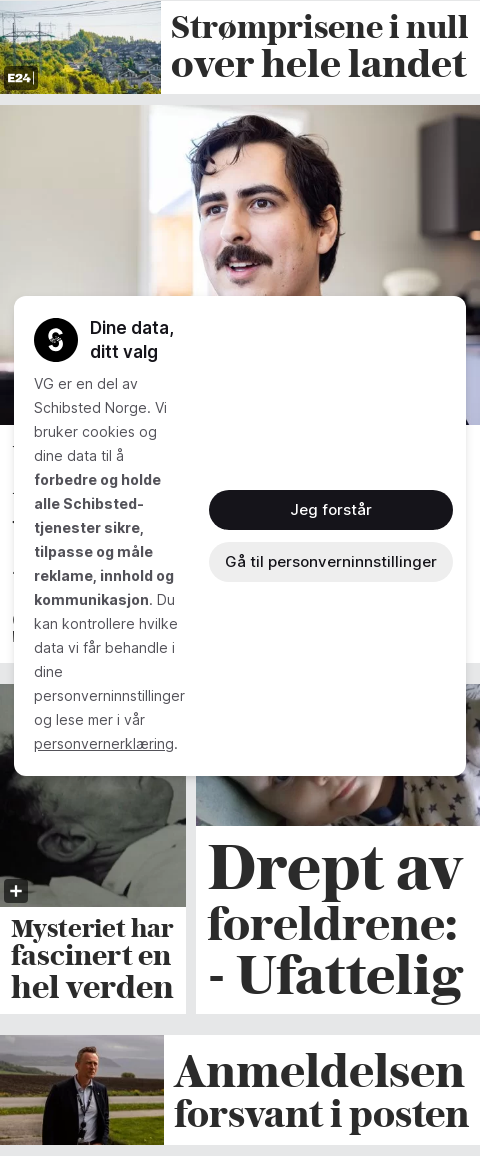 Strømprisene i null
over hele landet
E24
Dine data,
ditt valg
VG er en del av
Schibsted Norge. Vi
bruker cookies og
dine data til å
forbedre og holde
alle Schibsted-
tjenester sikre,
tilpasse og måle
reklame, innhold og
kommunikasjon. Du
kan kontrollere hvilke
data vi får behandle i
dine
personverninnstillinger
og lese mer i vår
personvernerklæring.
Jeg forstår
Gå til personverninnstillinger
Mysteriet har
fascinert en
hel verden
Drept av
foreldrene:
- Ufattelig
Anmeldelsen
forsvant i posten